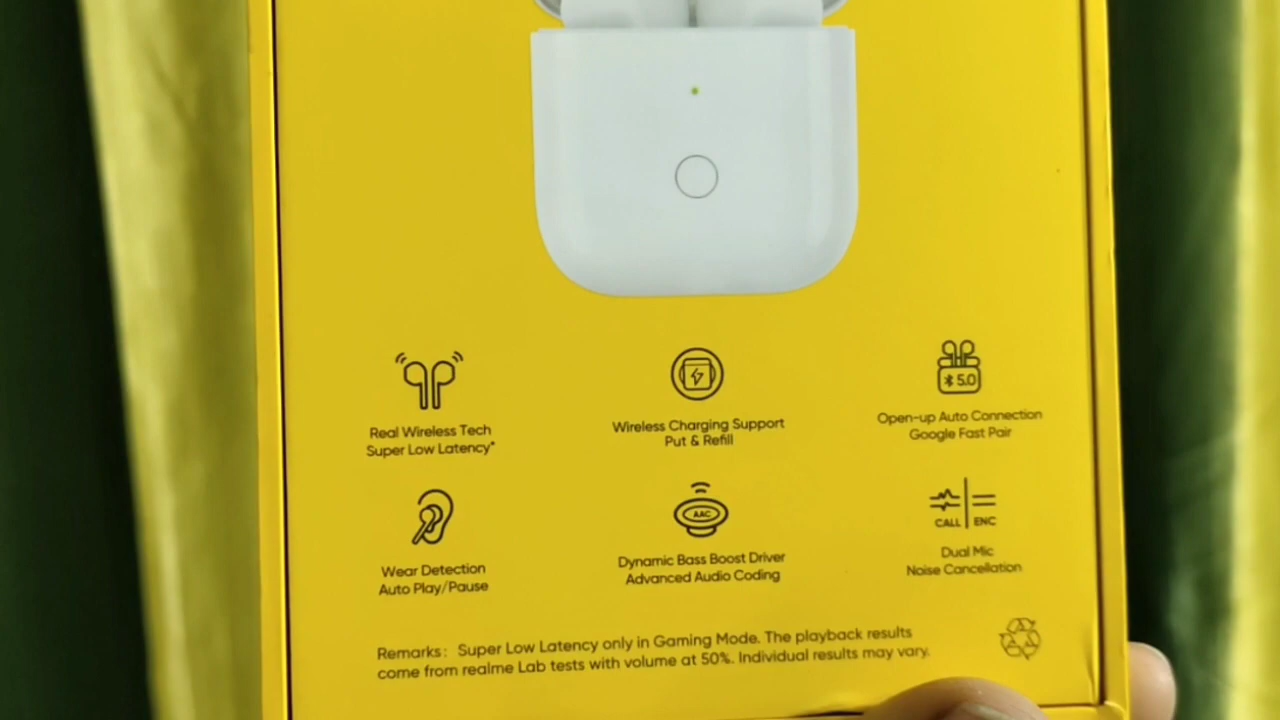 Real Wireless Tech
Super Low Latency*
Wireless Charging Support
Put & Refill
5.0
Open-up Auto Connection
Google Fast Pair
Wear Detection
Auto Play/Pause
AAC
Dynamic Bass Boost Driver
Advanced Audio Coding
CALL ENC
Dual Mic
Noise Cancellation
Remarks: Super Low Latency only in Gaming Mode. The playback results
come from realme Lab tests with volume at 50%. Individual results may vary.